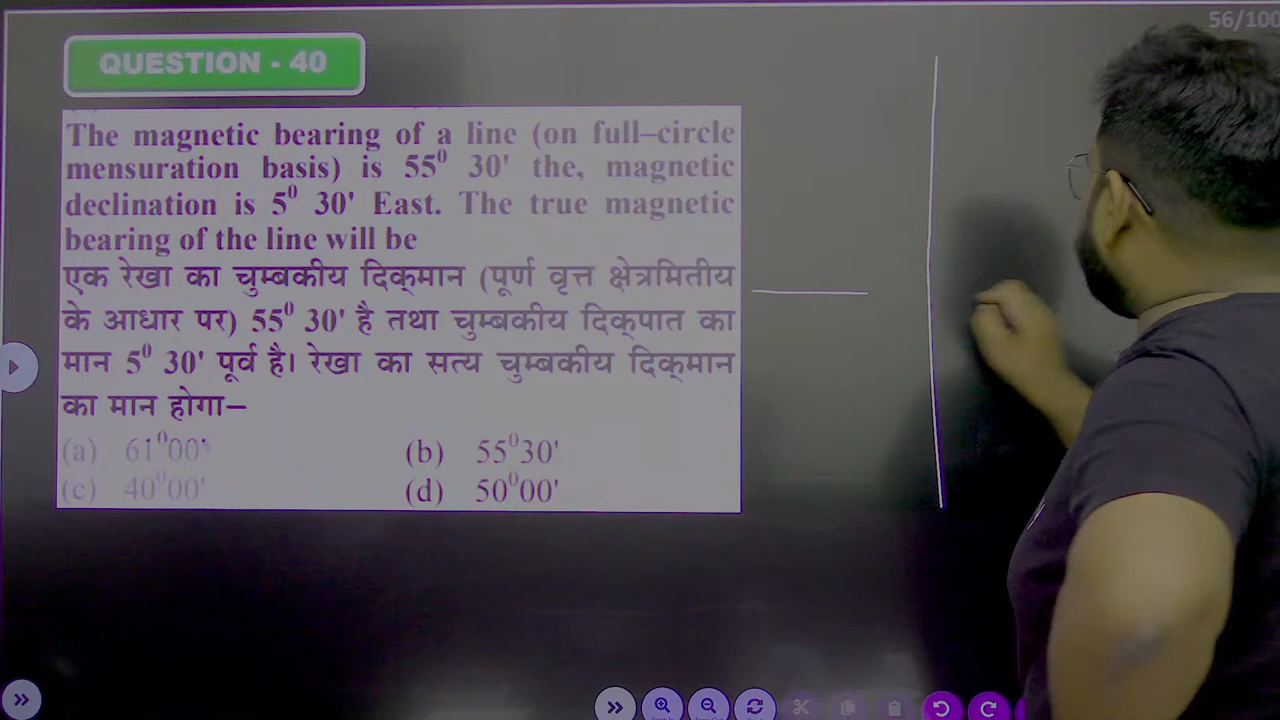 56/100
QUESTION - 40
The magnetic bearing of a line (on full–circle
mensuration basis) is 55⁰ 30' the, magnetic
declination is 5⁰ 30' East. The true magnetic
bearing of the line will be
एक रेखा का चुम्बकीय दिक्‌मान (पूर्ण वृत्त क्षेत्रमितीय
के आधार पर) 55⁰ 30' है तथा चुम्बकीय दिक्‌पात का
मान 5⁰ 30' पूर्व है। रेखा का सत्य चुम्बकीय दिक्‌मान
का मान होगा–
(a) 61⁰00' (b) 55⁰30'
(c) 40⁰00' (d) 50⁰00'